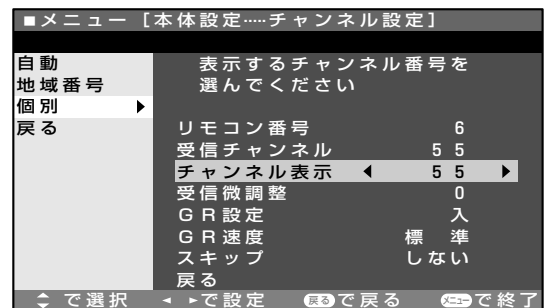 ■メニュー [本体設定……チャンネル設定]
自動
地域番号
個別 ▶
戻る
表示するチャンネル番号を
選んでください
リモコン番号 6
受信チャンネル 5 5
チャンネル表示 ◀ 5 5 ▶
受信微調整 0
ＧＲ設定 入
ＧＲ速度 標 準
スキップ しない
戻る
で選択 ◀ ▶で設定 戻るで戻る メニューで終了